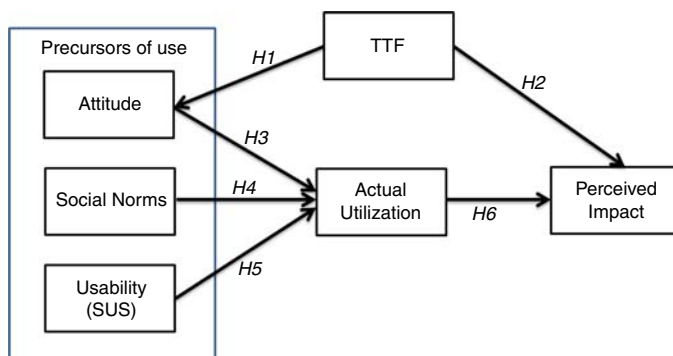 Precursors of use
TTF
H1
H2
Attitude
H3
Social Norms
H4
Actual
Utilization
H6
Perceived
Impact
H5
Usability
(SUS)